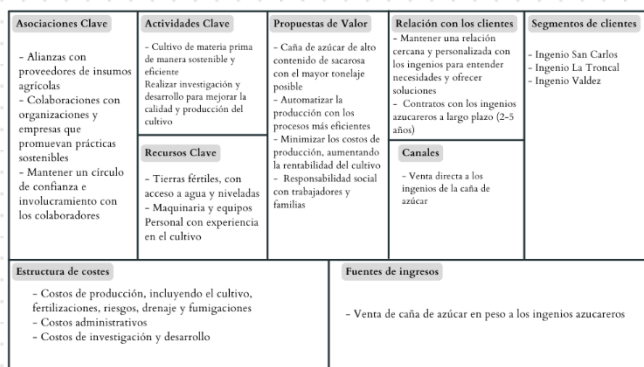 Asociaciones Clave
- Alianzas con
proveedores de insumos
agrícolas
- Colaboraciones con
organizaciones y
empresas que
promuevan prácticas
sostenibles
- Mantener un círculo
de confianza e
involucramiento con
los colaboradores
Actividades Clave
- Cultivo de materia prima
de manera sostenible y
eficiente
Realizar investigación y
desarrollo para mejorar la
calidad y producción del
cultivo
Recursos Clave
- Tierras fértiles, con
acceso a agua y niveladas
- Maquinaria y equipos
Personal con experiencia
en el cultivo
Propuestas de Valor
- Caña de azúcar de alto
contenido de sacarosa
con el mayor tonelaje
posible
- Automatizar la
producción con los
procesos más eficientes
- Minimizar los costos de
producción, aumentando
la rentabilidad del cultivo
- Responsabilidad social
con trabajadores y
familias
Relación con los clientes
- Mantener una relación
cercana y personalizada con
los ingenios para entender
necesidades y ofrecer
soluciones
- Contratos con los ingenios
azucareros a largo plazo (2-5
años)
Canales
- Venta directa a los
ingenios de la caña de
azúcar
Segmentos de clientes
- Ingenio San Carlos
- Ingenio La Troncal
- Ingenio Valdez
Estructura de costes
- Costos de producción, incluyendo el cultivo,
fertilizaciones, riesgos, drenaje y fumigaciones
- Costos administrativos
- Costos de investigación y desarrollo
Fuentes de ingresos
- Venta de caña de azúcar en peso a los ingenios azucareros